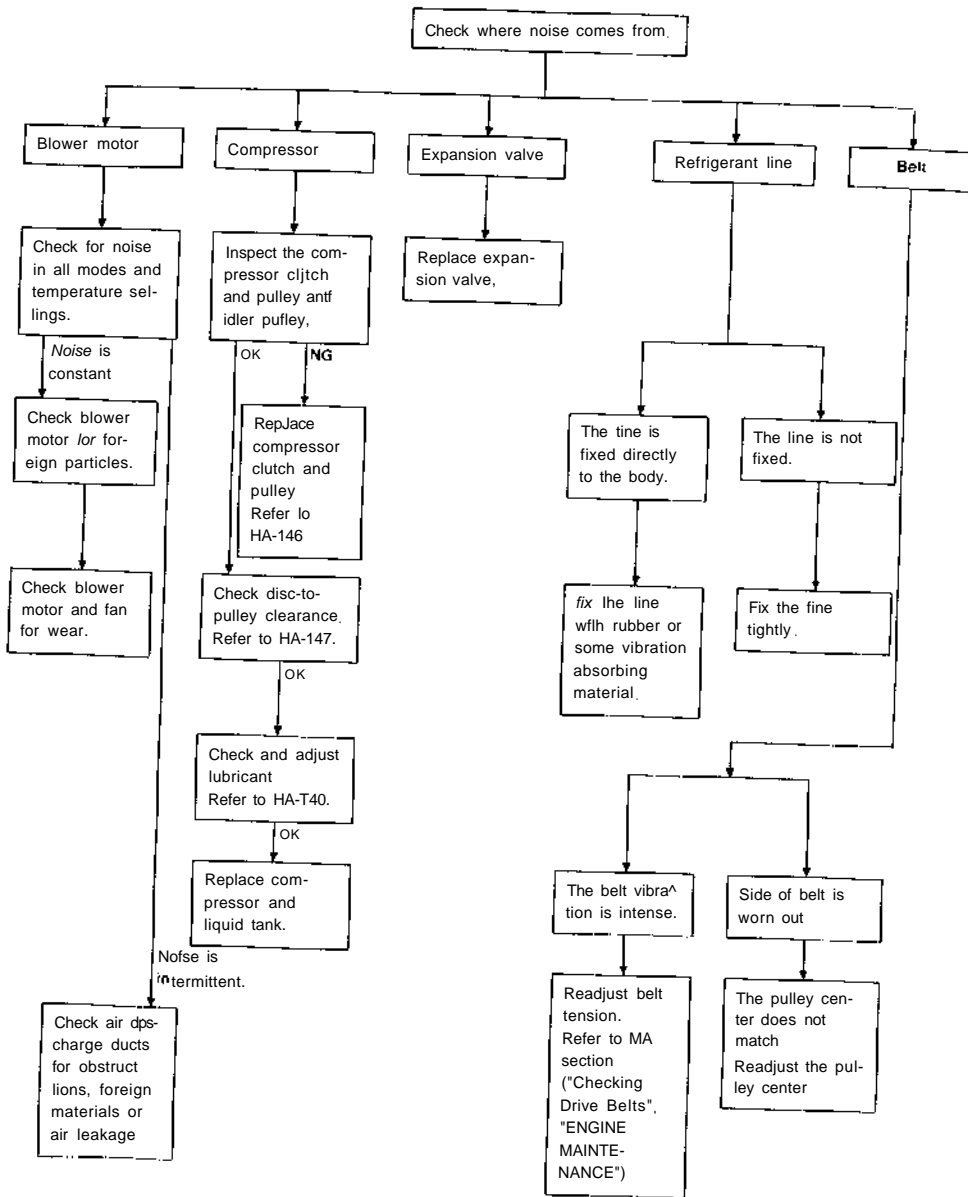 Check where noise comes from.
Blower motor
Compressor
Expansion valve
Refrigerant line
Belt
Check for noise
in all modes and
temperature sel-
lings.
Inspect the com-
pressor cljtch
and pulley antf
idler pufley,
Replace expan-
sion valve,
Noise is
constant
OK
NG
Check blower
motor lor for-
eign particles.
RepJace
compressor
clutch and
pulley
Refer lo
HA-146
The tine is
fixed directly
to the body.
The line is not
fixed.
Check blower
motor and fan
for wear.
Check disc-to-
pulley clearance.
Refer to HA-147.
fix Ihe line
wflh rubber or
some vibration
absorbing
material.
Fix the fine
tightly.
OK
Check and adjust
lubricant
Refer to HA-T40.
OK
Replace com-
pressor and
liquid tank.
The belt vibra^
tion is intense.
Side of belt is
worn out
Nofse is
intermittent.
Check air dps-
charge ducts
for obstruct
lions, foreign
materials or
air leakage
Readjust belt
tension.
Refer to MA
section
("Checking
Drive Belts",
"ENGINE
MAINTE-
NANCE")
The pulley cen-
ter does not
match
Readjust the pul-
ley center